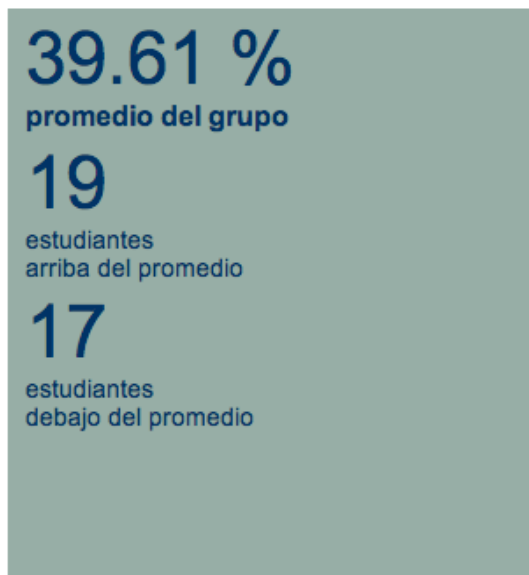 39.61 %
promedio del grupo
19
estudiantes
arriba del promedio
17
estudiantes
debajo del promedio